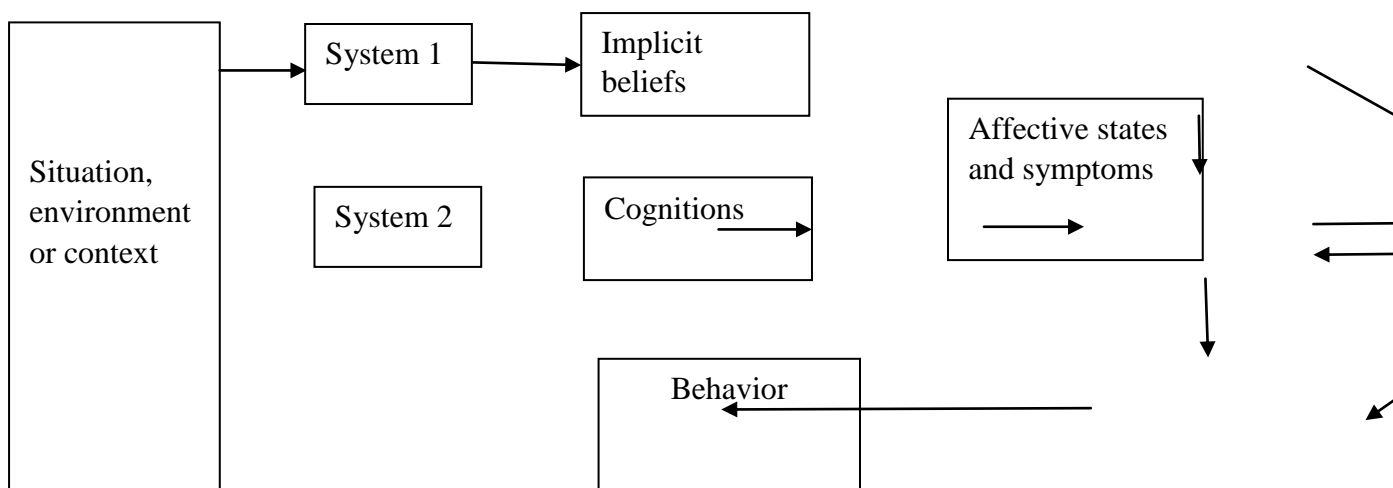 Situation,
environment
or context
System 1
System 2
Implicit
beliefs
Cognitions
Behavior
Affective states
and symptoms